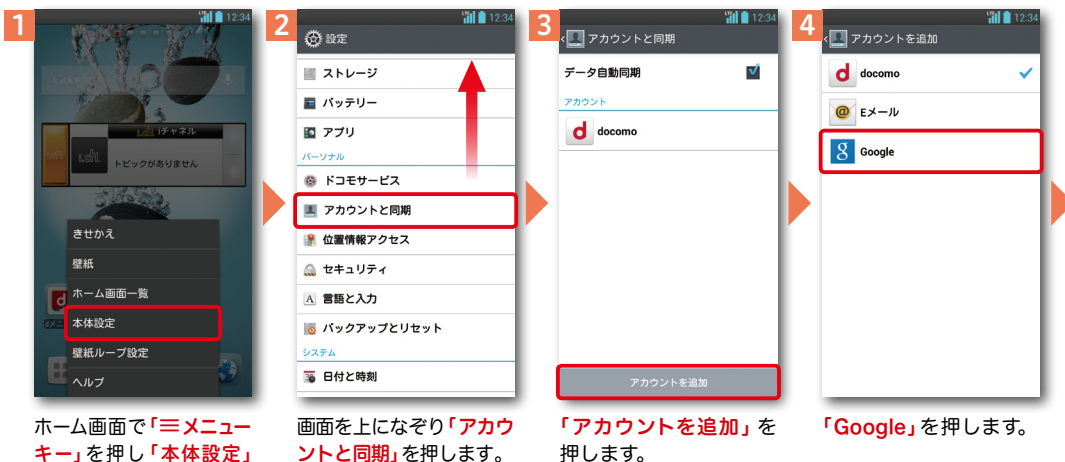 1
12:34
Google
iチャネル
トピックがありません
きせかえ
壁紙
ホーム画面一覧
本体設定
壁紙ループ設定
ヘルプ
ホーム画面で「≡メニュー
キー」を押し「本体設定」
2
12:34
設定
ストレージ
バッテリー
アプリ
パーソナル
ドコモサービス
アカウントと同期
位置情報アクセス
セキュリティ
A 言語と入力
バックアップとリセット
システム
日付と時刻
画面を上になぞり「アカウ
ントと同期」を押します。
3
12:34
アカウントと同期
データ自動同期
アカウント
d docomo
アカウントを追加
「アカウントを追加」を
押します。
4
12:34
アカウントを追加
d docomo
@ Eメール
g Google
「Google」を押します。